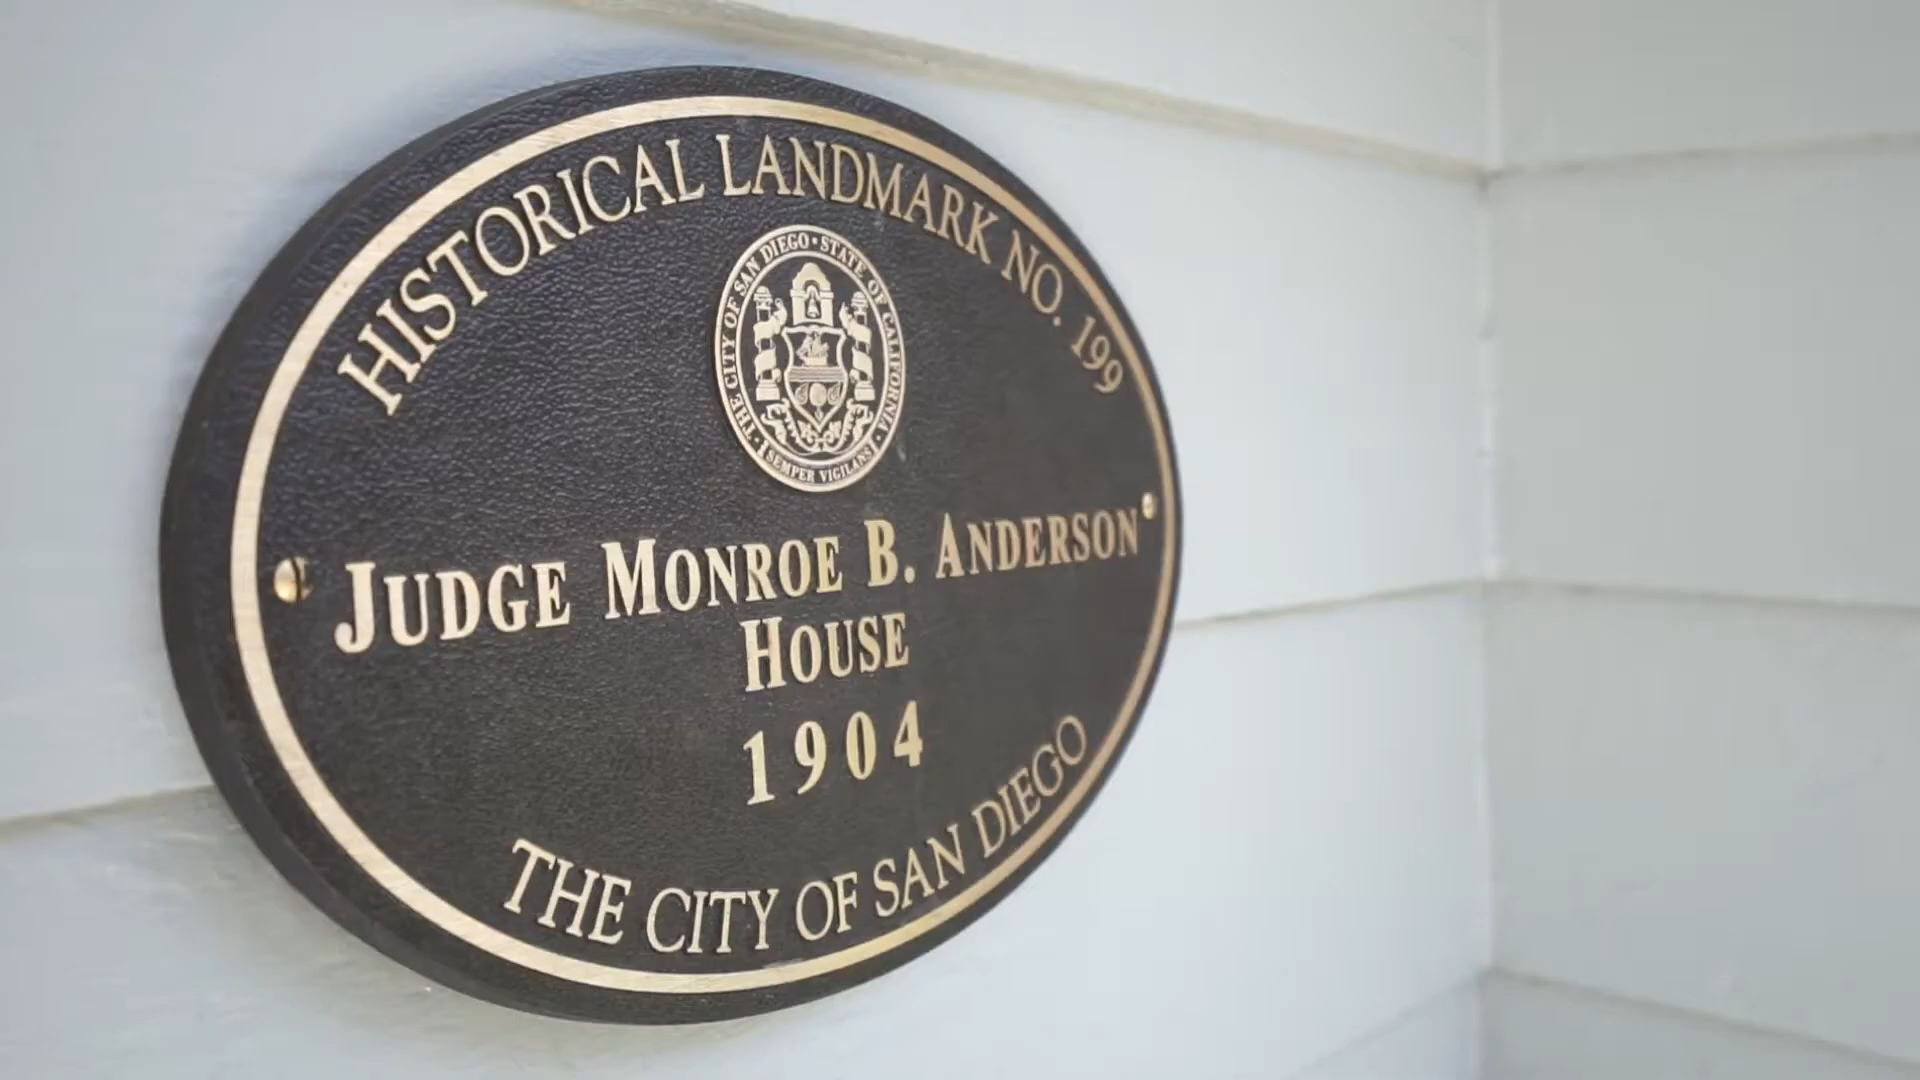 HISTORICAL LANDMARK NO. 199
THE CITY OF SAN DIEGO • STATE OF CALIFORNIA •
SEMPER VIGILANS
JUDGE MONROE B. ANDERSON
HOUSE
1904
THE CITY OF SAN DIEGO